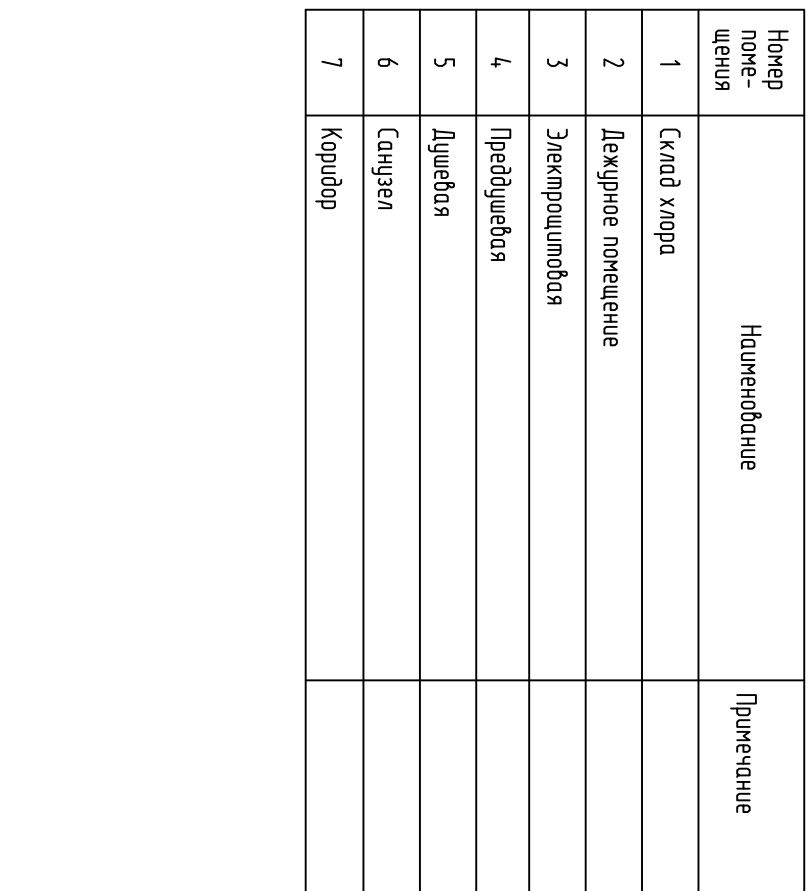 Номер
поме-
щения
Наименование
Примечание
1 Склад хлора
2 Дежурное помещение
3 Электрощитовая
4 Преддушевая
5 Душевая
6 Санузел
7 Коридор